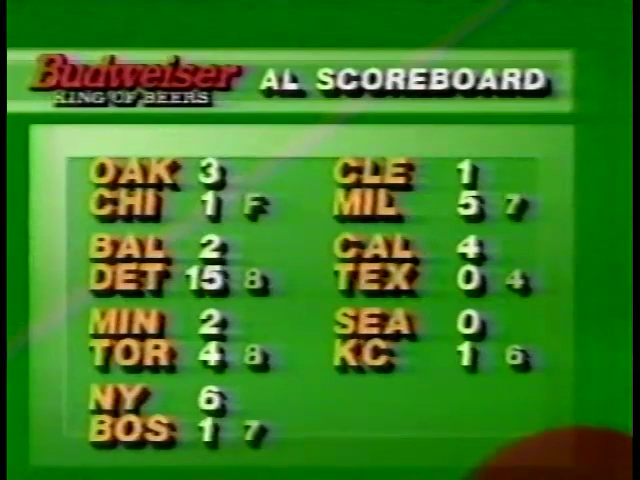 Budweiser AL SCOREBOARD
KING OF BEERS
OAK 3
CHI 1 F
BAL 2
DET 15 8
MIN 2
TOR 4 8
NY 6
BOS 1 7
CLE 1
MIL 5 7
CAL 4
TEX 0 4
SEA 0
KC 1 6